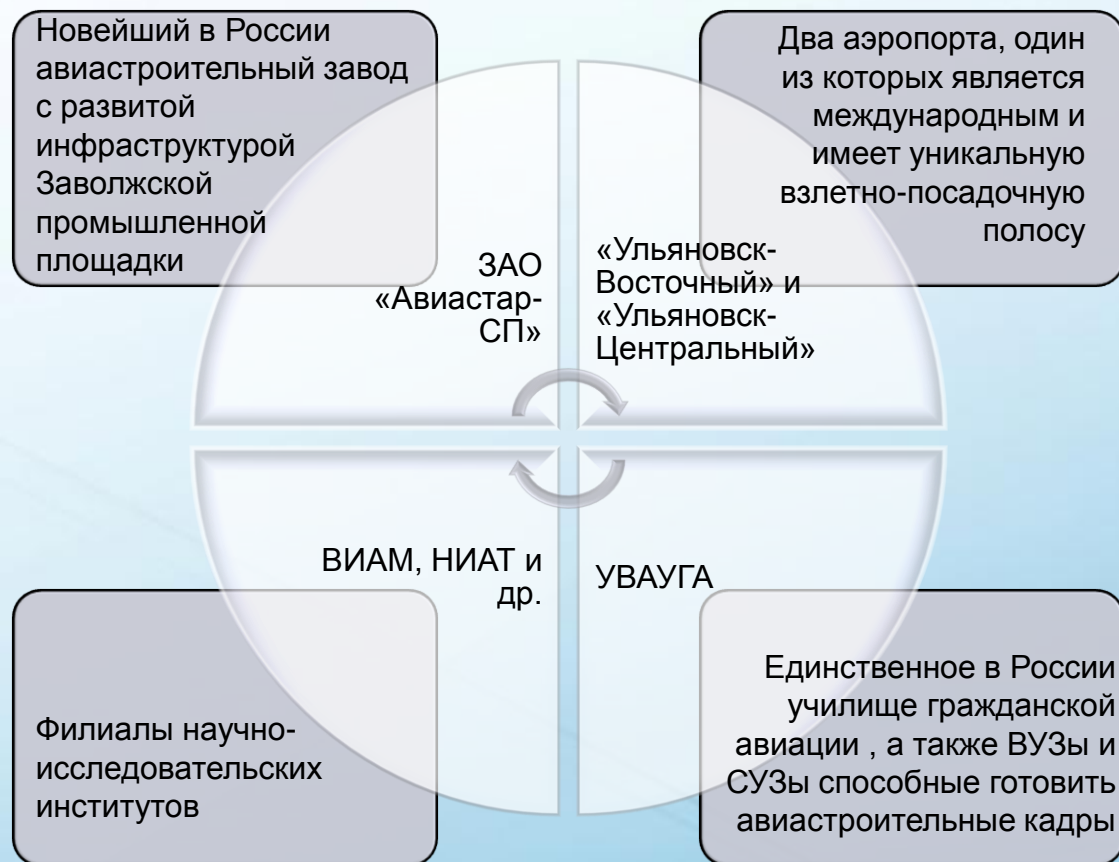 Новейший в России
авиастроительный завод
с развитой
инфраструктурой
Заволжской
промышленной
площадки
Два аэропорта, один
из которых является
международным и
имеет уникальную
взлетно-посадочную
полосу
ЗАО
«Авиастар-
СП»
«Ульяновск-
Восточный» и
«Ульяновск-
Центральный»
ВИАМ, НИАТ и
др.
УВАУГА
Филиалы научно-
исследовательских
институтов
Единственное в России
училище гражданской
авиации , а также ВУЗы и
СУЗы способные готовить
авиастроительные кадры